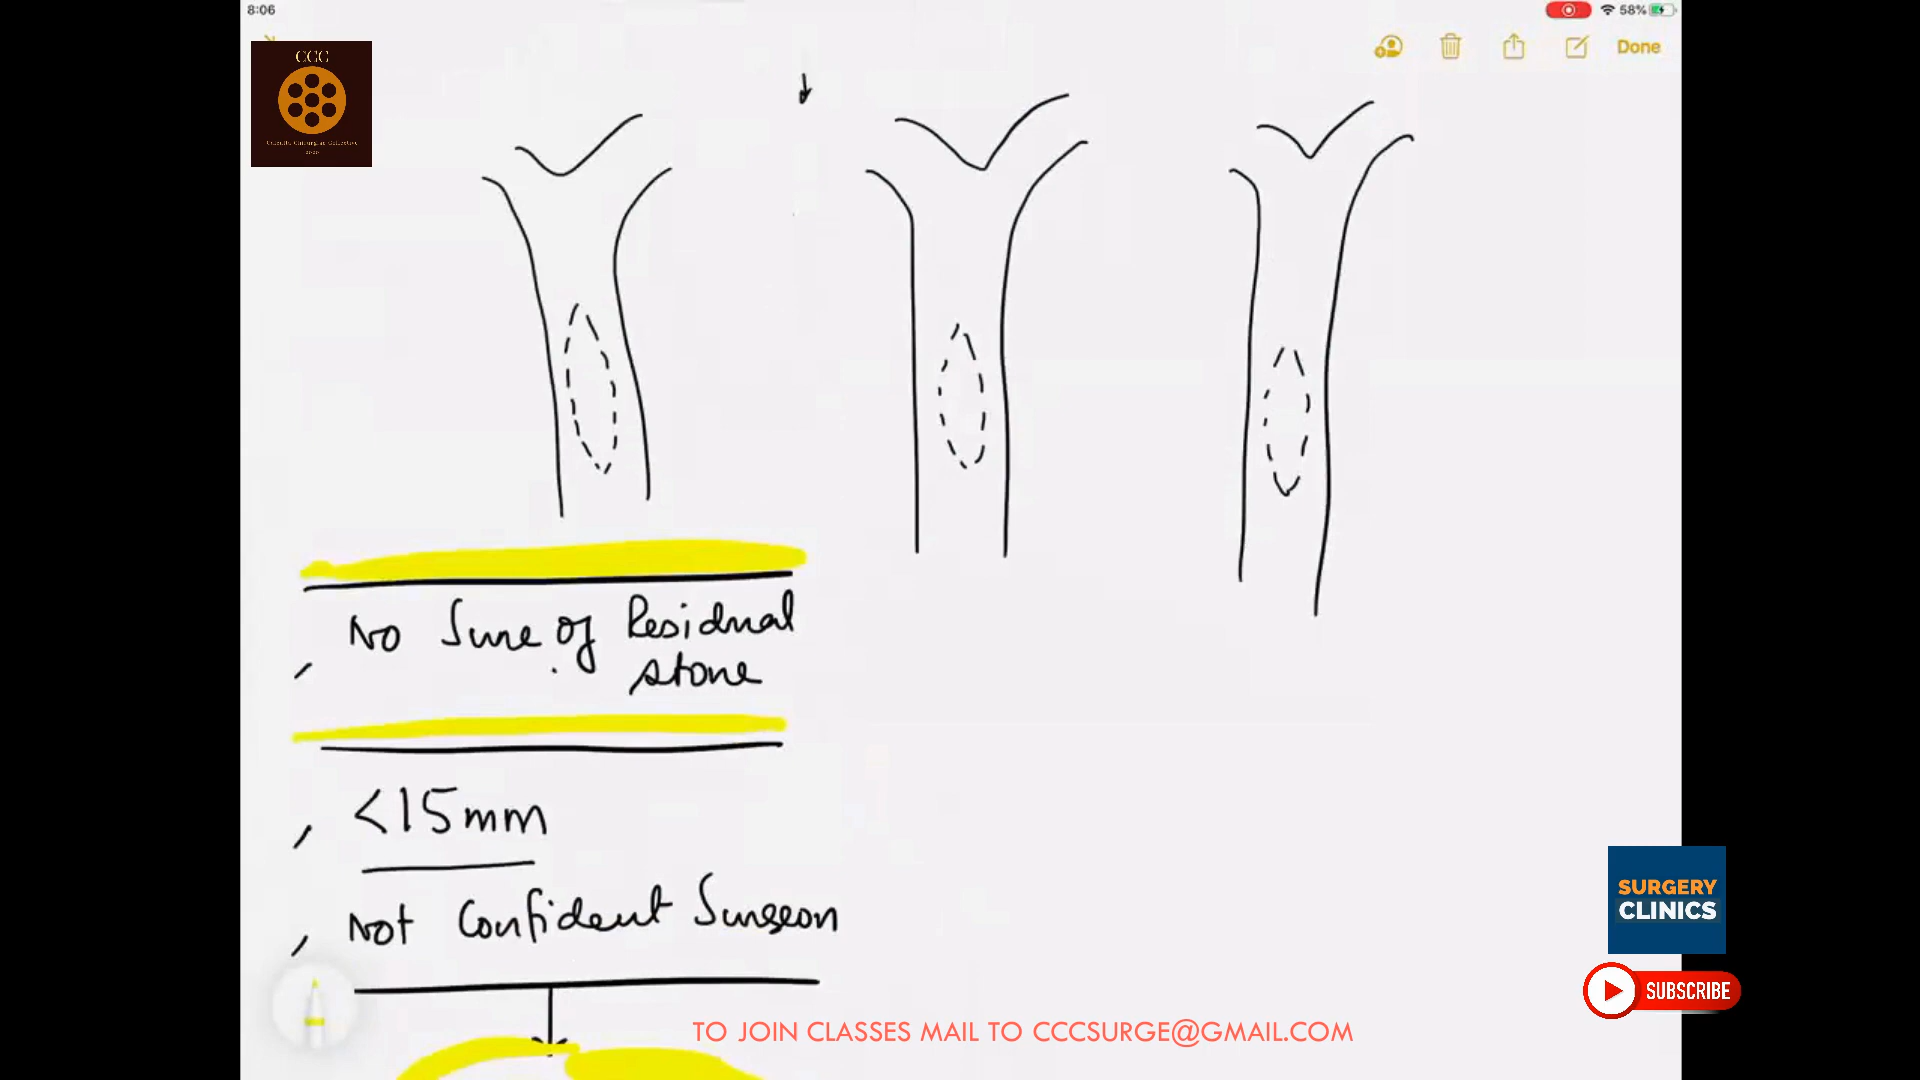 8:06
58%
Done
CCC
2020
No Sure of Residual
stone
<15mm
Not Confident Surgeon
SURGERY
CLINICS
SUBSCRIBE
TO JOIN CLASSES MAIL TO CCCSURGE@GMAIL.COM